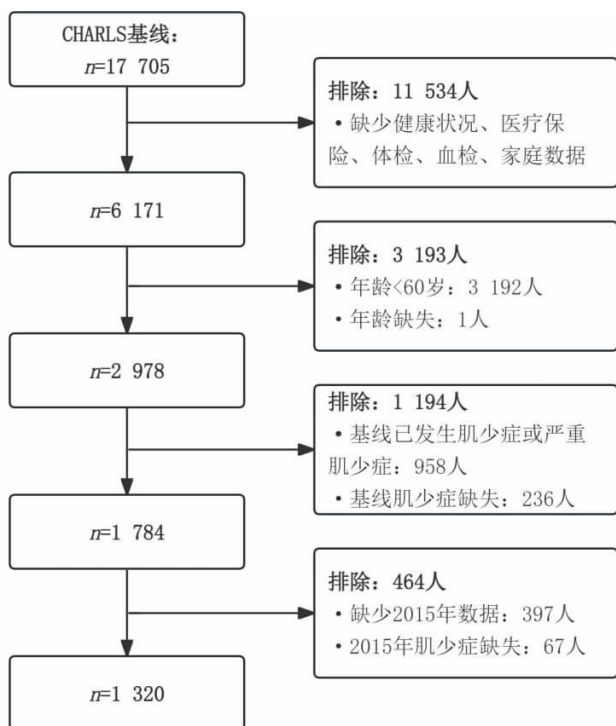 CHARLS基线:
n=17 705
排除: 11 534人
•缺少健康状况、医疗保
险、体检、血检、家庭数据
n=6 171
排除: 3 193人
•年龄<60岁: 3 192人
•年龄缺失: 1人
n=2 978
排除: 1 194人
•基线已发生肌少症或严重
肌少症: 958人
•基线肌少症缺失: 236人
n=1 784
排除: 464人
•缺少2015年数据: 397人
•2015年肌少症缺失: 67人
n=1 320